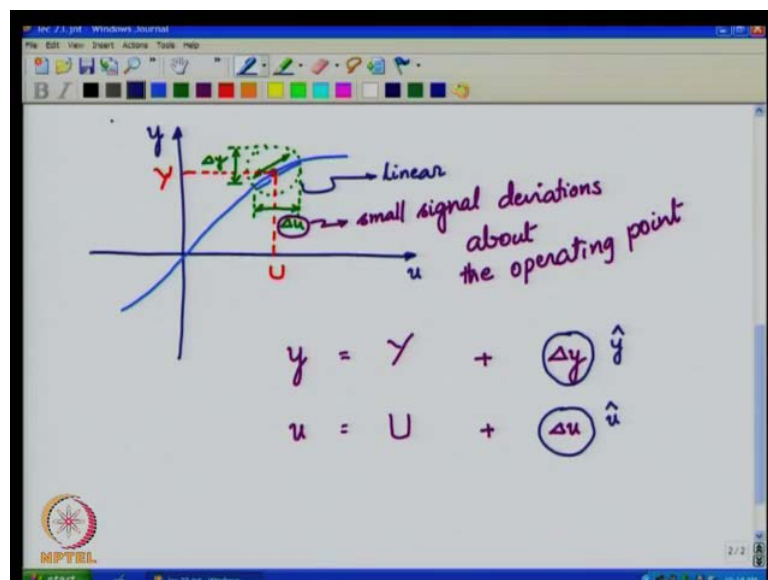 lec 23.jnt - Windows Journal
File Edit View Insert Actions Tools Help
B I
y
Δy
Y
Linear
Δu → small signal deviations
about
the operating point
U
u
y = Y + Δy ŷ
u = U + Δu û
NPTEL
2 / 2
start